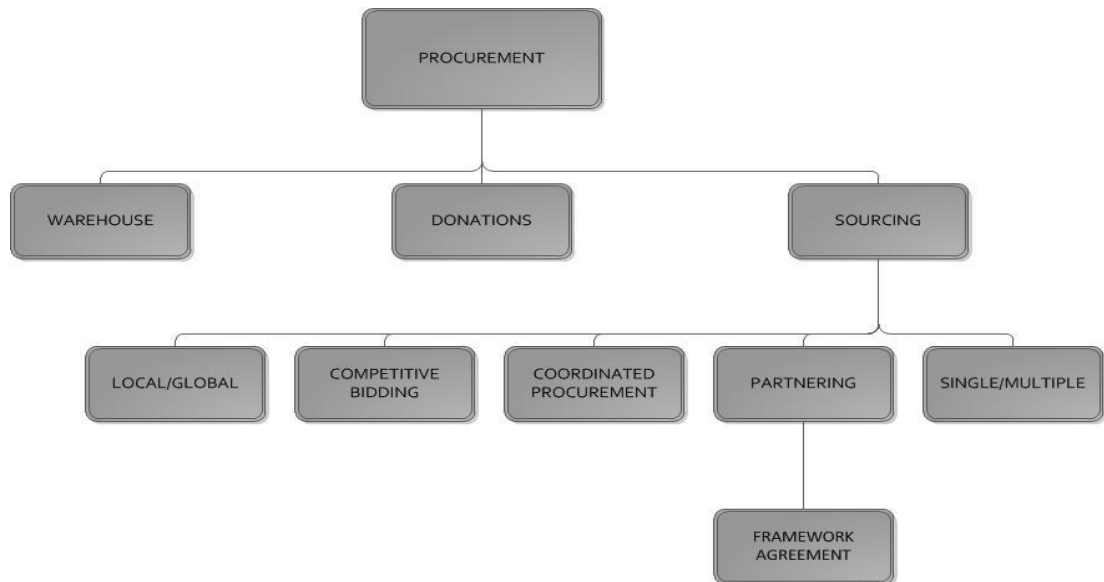 PROCUREMENT
WAREHOUSE
DONATIONS
SOURCING
LOCAL/GLOBAL
COMPETITIVE
BIDDING
COORDINATED
PROCUREMENT
PARTNERING
SINGLE/MULTIPLE
FRAMEWORK
AGREEMENT